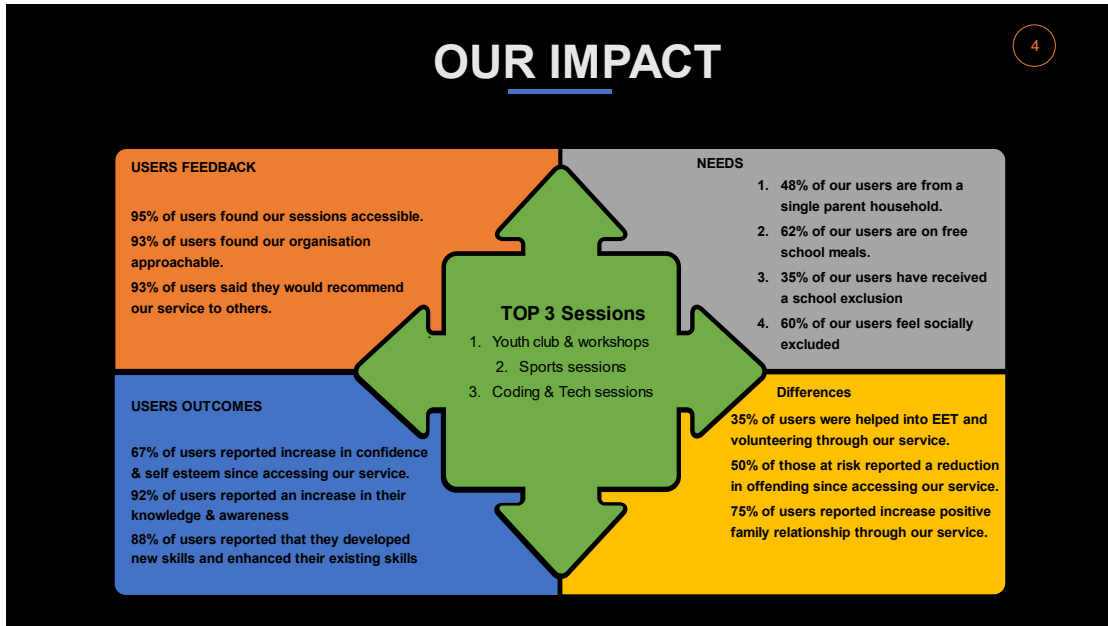 OUR IMPACT
4
USERS FEEDBACK
95% of users found our sessions accessible.
93% of users found our organisation
approachable.
93% of users said they would recommend
our service to others.
NEEDS
1. 48% of our users are from a
single parent household.
2. 62% of our users are on free
school meals.
3. 35% of our users have received
a school exclusion
4. 60% of our users feel socially
excluded
TOP 3 Sessions
1. Youth club & workshops
2. Sports sessions
3. Coding & Tech sessions
USERS OUTCOMES
67% of users reported increase in confidence
& self esteem since accessing our service.
92% of users reported an increase in their
knowledge & awareness
88% of users reported that they developed
new skills and enhanced their existing skills
Differences
35% of users were helped into EET and
volunteering through our service.
50% of those at risk reported a reduction
in offending since accessing our service.
75% of users reported increase positive
family relationship through our service.